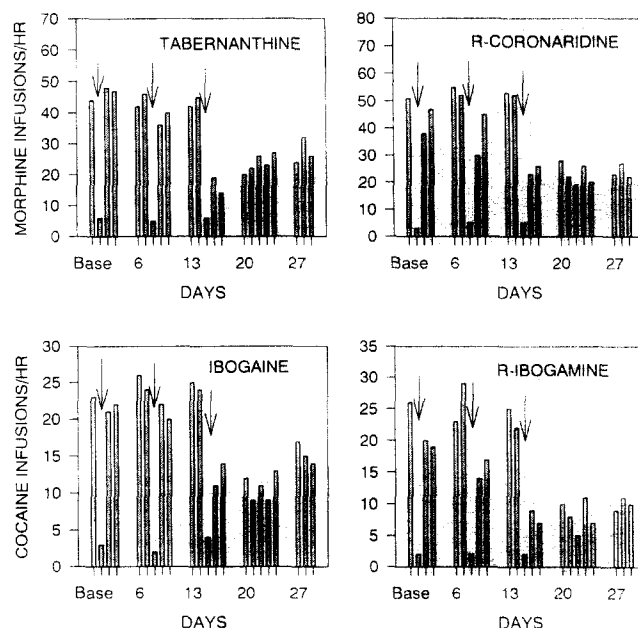 MORPHINE INFUSIONS/HR
70
60
50
40
30
20
10
0
TABERNANTHINE
Base 6 13 20 27
DAYS
80
70
60
50
40
30
20
10
0
R-CORONARIDINE
Base 6 13 20 27
DAYS
COCAINE INFUSIONS/HR
30
25
20
15
10
5
0
IBOGAINE
Base 6 13 20 27
DAYS
35
30
25
20
15
10
5
0
R-IBOGAMINE
Base 6 13 20 27
DAYS